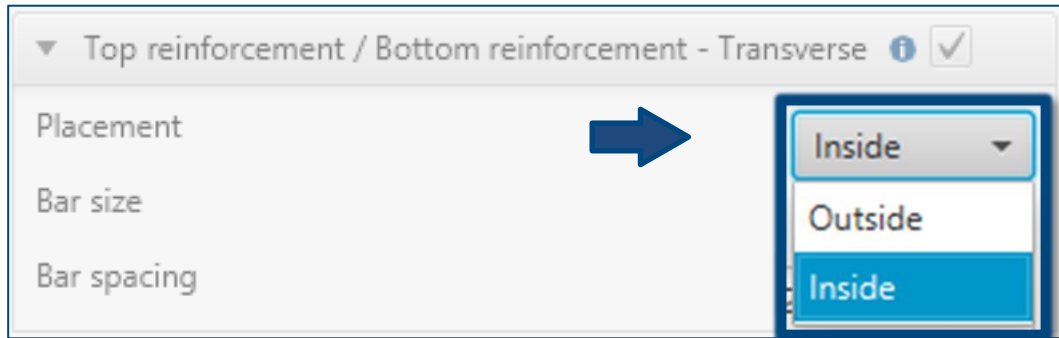 Top reinforcement / Bottom reinforcement - Transverse
Placement
Inside
Bar size
Outside
Bar spacing
Inside